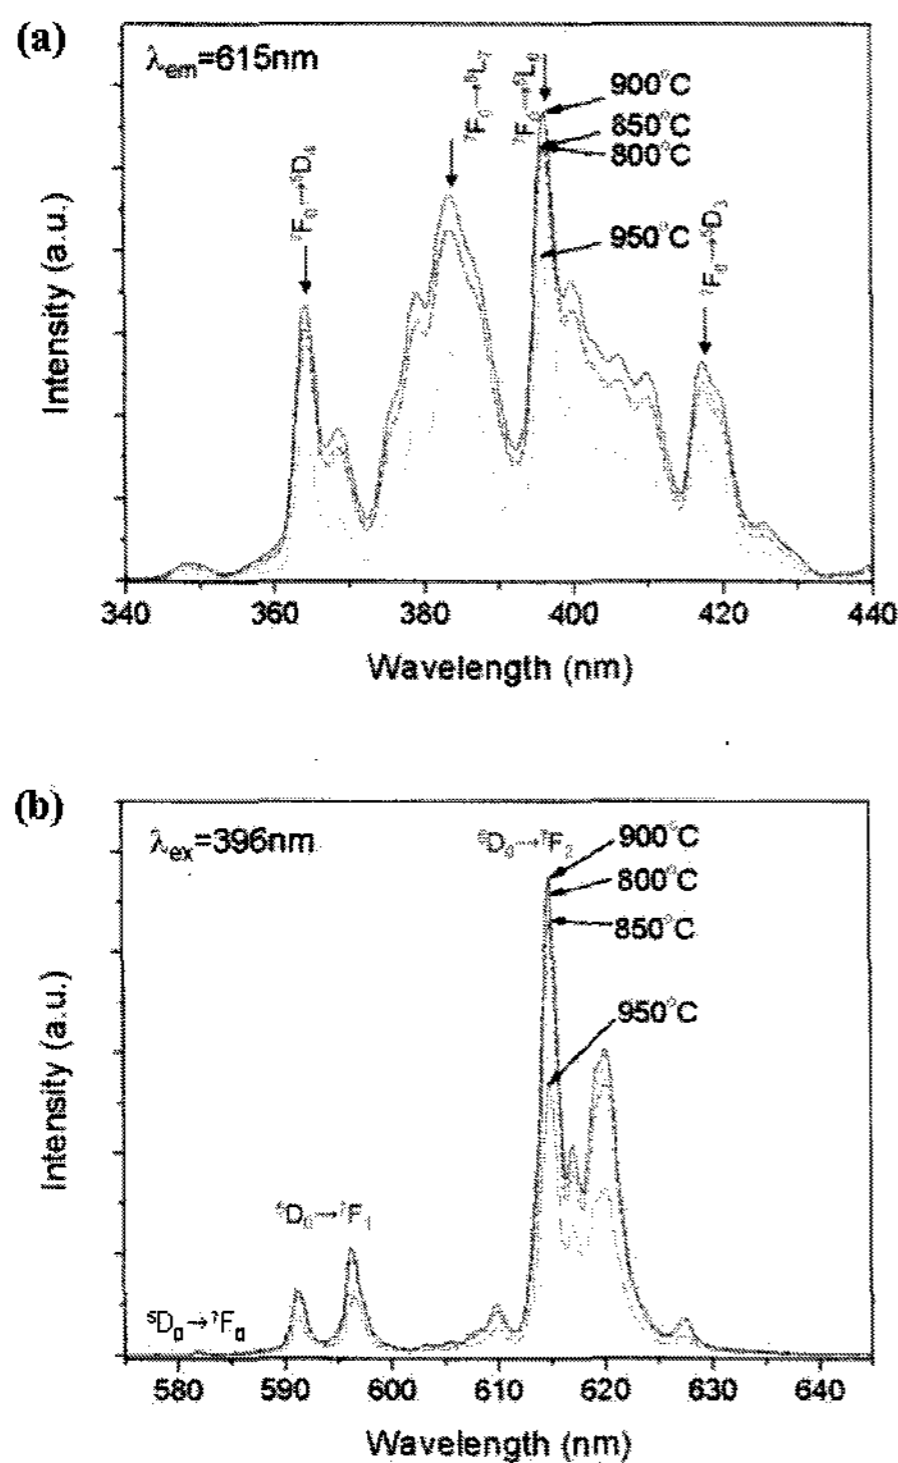 (a)
λem=615nm
⁷F₀→⁵D₄
⁷F₀→⁵L₇
⁷F₀→⁵L₆
⁷F₀→⁵D₃
900°C
850°C
800°C
950°C
Intensity (a.u.)
340 360 380 400 420 440
Wavelength (nm)
(b)
λex=396nm
⁵D₀→⁷F₂
900°C
800°C
850°C
950°C
⁵D₀→⁷F₁
⁵D₀→⁷F₀
Intensity (a.u.)
580 590 600 610 620 630 640
Wavelength (nm)